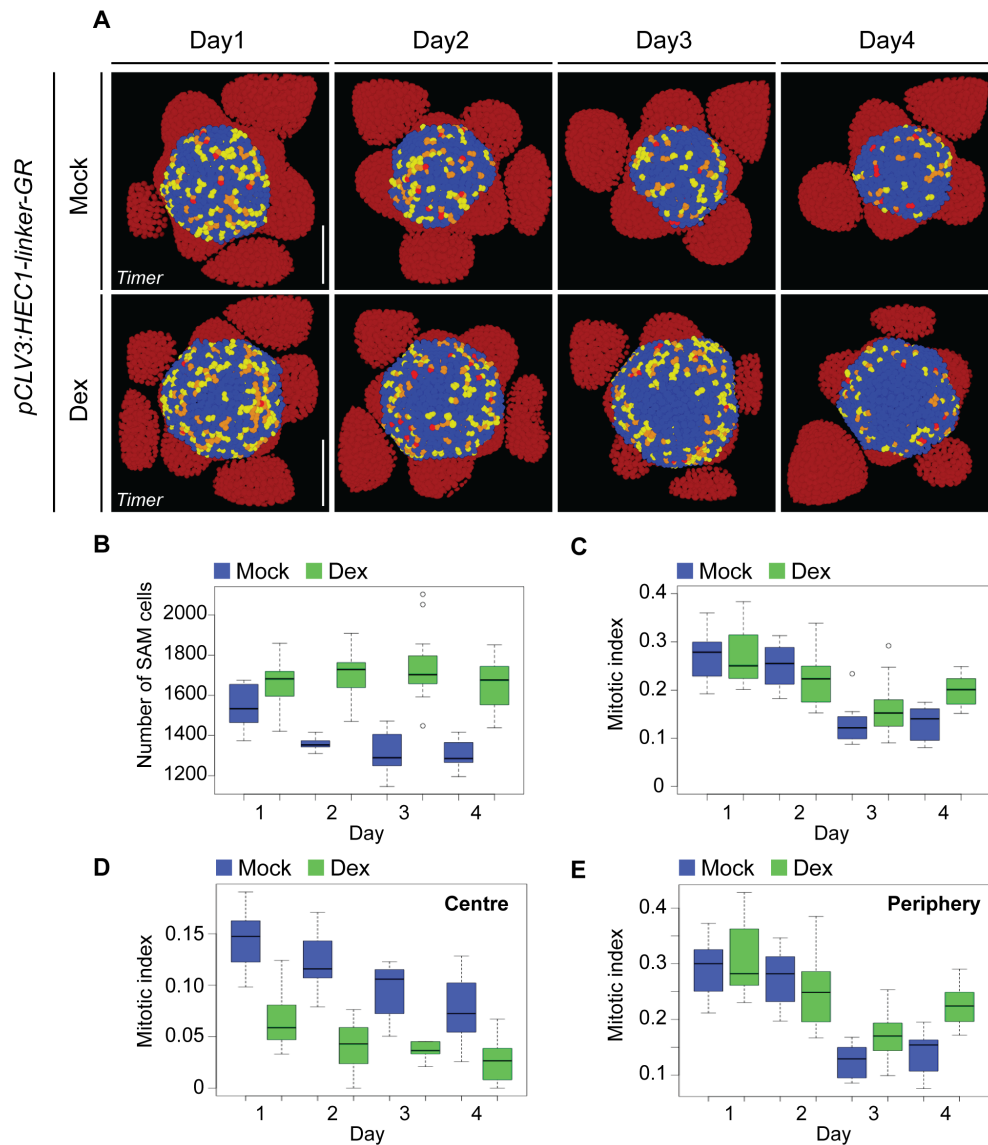 A
Day1 Day2 Day3 Day4
pCLV3:HEC1-linker-GR
Mock
Timer
Dex
Timer
B
Mock Dex
Number of SAM cells
2000
1800
1600
1400
1200
1 2 3 4
Day
C
Mock Dex
Mitotic index
0.4
0.3
0.2
0.1
0
1 2 3 4
Day
D
Mock Dex
Centre
Mitotic index
0.15
0.10
0.05
0
1 2 3 4
Day
E
Mock Dex
Periphery
Mitotic index
0.4
0.3
0.2
0.1
1 2 3 4
Day